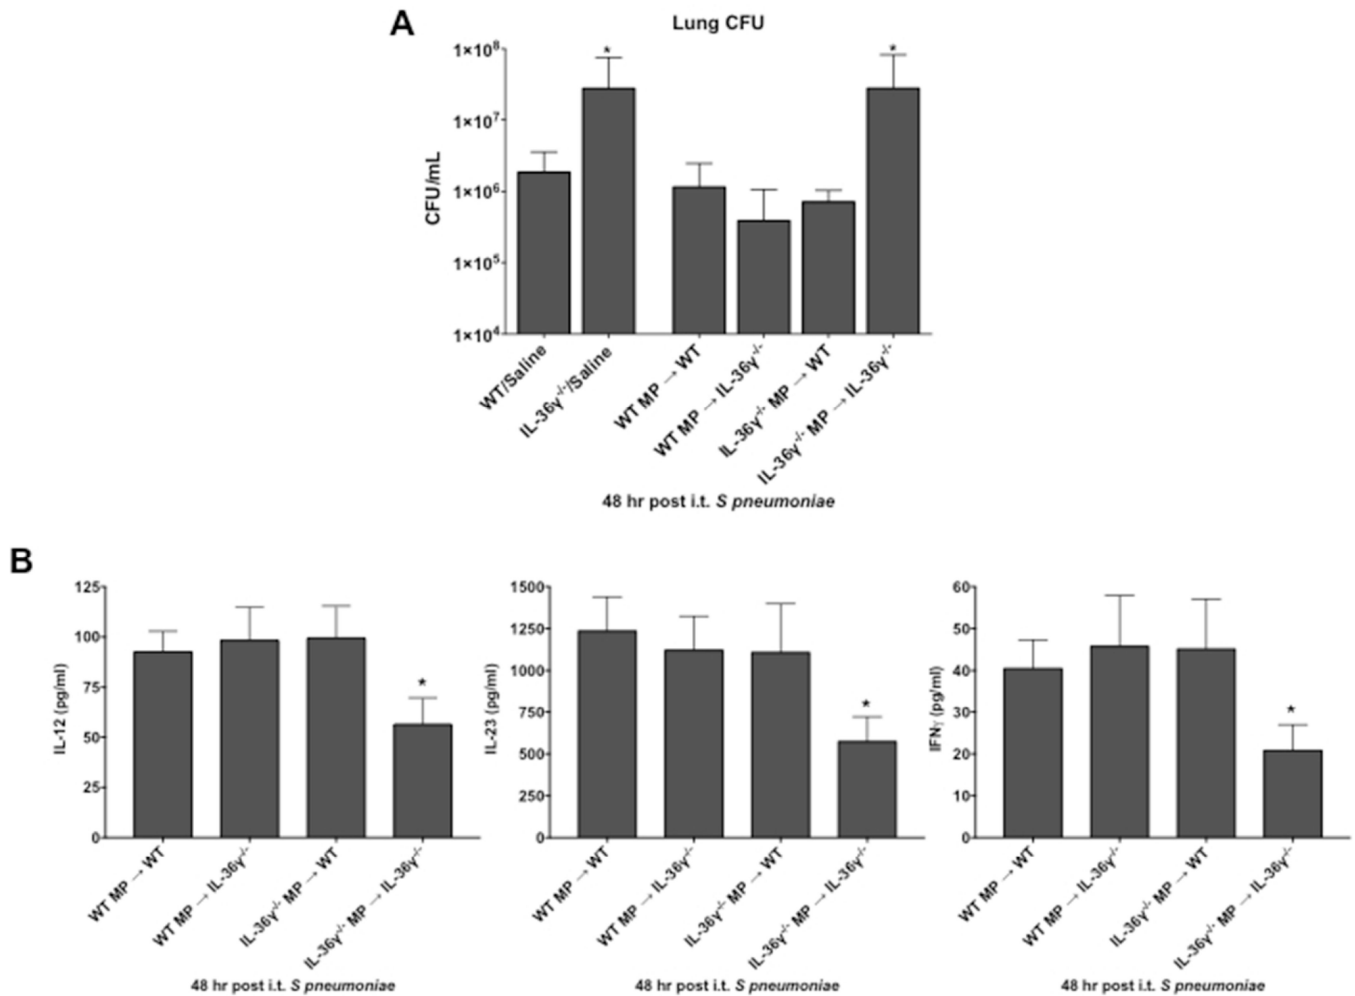 A
Lung CFU
CFU/mL
1×10⁸
1×10⁷
1×10⁶
1×10⁵
1×10⁴
*
*
WT/Saline
IL-36γ⁻/⁻/Saline
WT MP → WT
WT MP → IL-36γ⁻/⁻
IL-36γ⁻/⁻ MP → WT
IL-36γ⁻/⁻ MP → IL-36γ⁻/⁻
48 hr post i.t. S pneumoniae
B
IL-12 (pg/ml)
125
100
75
50
25
0
*
WT MP → WT
WT MP → IL-36γ⁻/⁻
IL-36γ⁻/⁻ MP → WT
IL-36γ⁻/⁻ MP → IL-36γ⁻/⁻
48 hr post i.t. S pneumoniae
IL-23 (pg/ml)
1500
1250
1000
750
500
250
0
*
WT MP → WT
WT MP → IL-36γ⁻/⁻
IL-36γ⁻/⁻ MP → WT
IL-36γ⁻/⁻ MP → IL-36γ⁻/⁻
48 hr post i.t. S pneumoniae
IFNγ (pg/ml)
60
50
40
30
20
10
0
*
WT MP → WT
WT MP → IL-36γ⁻/⁻
IL-36γ⁻/⁻ MP → WT
IL-36γ⁻/⁻ MP → IL-36γ⁻/⁻
48 hr post i.t. S pneumoniae